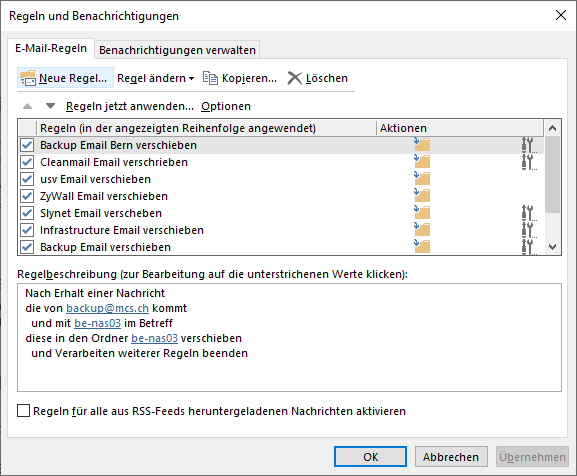 Regeln und Benachrichtigungen
E-Mail-Regeln Benachrichtigungen verwalten
Neue Regel... Regel ändern Kopieren... Löschen
Regeln jetzt anwenden... Optionen
Regeln (in der angezeigten Reihenfolge angewendet) Aktionen
Backup Email Bern verschieben
Cleanmail Email verschrieben
usv Email verschieben
ZyWall Email verschieben
Slynet Email verscheben
Infrastructure Email verschieben
Backup Email verschieben
Regelbeschreibung (zur Bearbeitung auf die unterstrichenen Werte klicken):
Nach Erhalt einer Nachricht
die von backup@mcs.ch kommt
und mit be-nas03 im Betreff
diese in den Ordner be-nas03 verschieben
und Verarbeiten weiterer Regeln beenden
Regeln für alle aus RSS-Feeds heruntergeladenen Nachrichten aktivieren
OK Abbrechen Übernehmen